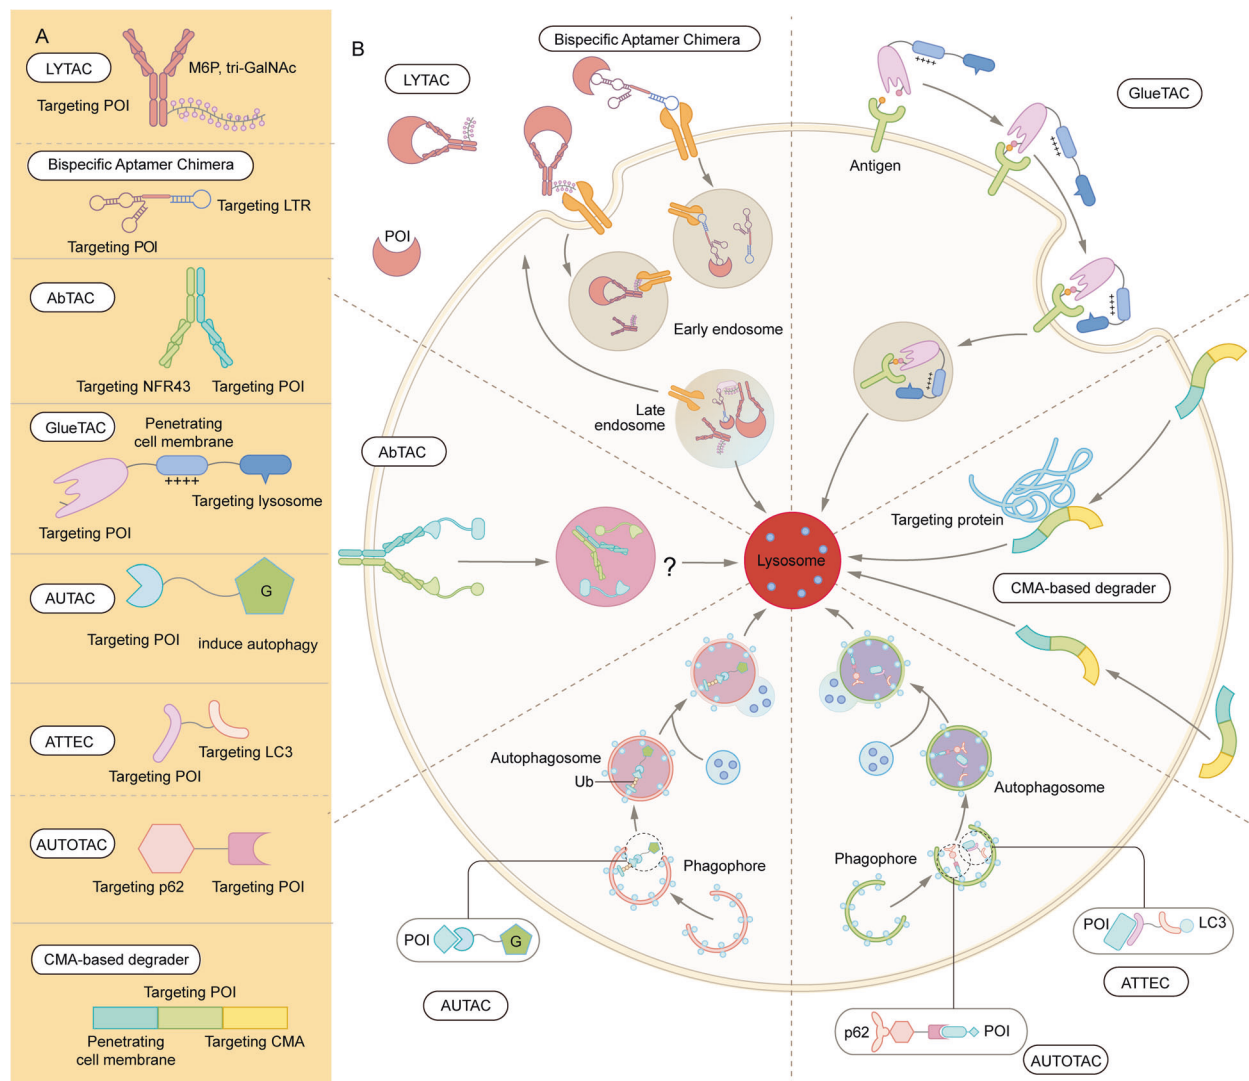 A
LYTAC
M6P, tri-GalNAc
Targeting POI
Bispecific Aptamer Chimera
Targeting LTR
Targeting POI
AbTAC
Targeting NFR43
Targeting POI
GlueTAC
Penetrating
cell membrane
++++
Targeting lysosome
Targeting POI
AUTAC
G
Targeting POI
induce autophagy
ATTEC
Targeting LC3
Targeting POI
AUTOTAC
Targeting p62
Targeting POI
CMA-based degrader
Targeting POI
Penetrating
cell membrane
Targeting CMA
B
Bispecific Aptamer Chimera
LYTAC
POI
Early endosome
Late
endosome
GlueTAC
++++
Antigen
++++
++++
++++
AbTAC
?
Lysosome
Targeting protein
CMA-based degrader
Autophagosome
Ub
Phagophore
POI
G
AUTAC
Autophagosome
Phagophore
POI
LC3
ATTEC
p62
POI
AUTOTAC